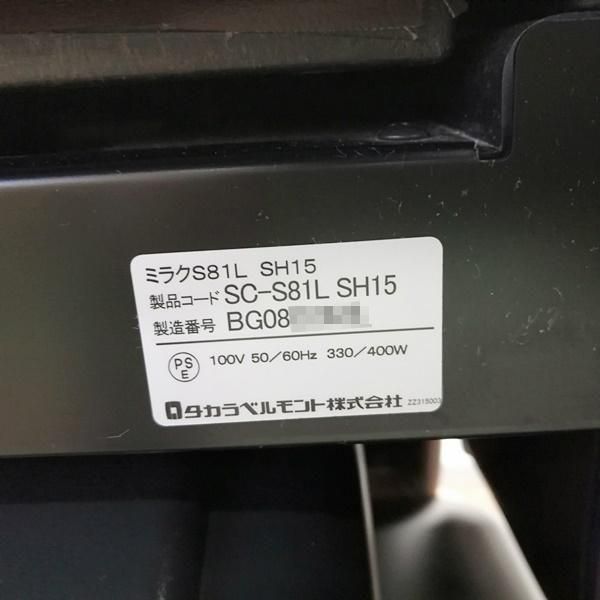 ミラクS81L SH15
製品コード SC-S81L SH15
製造番号 BG08
PS E 100V 50/60Hz 330/400W
タカラベルモント株式会社 ZZ315003